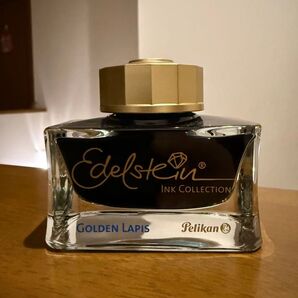 Edelstein®
INK COLLECTION
GOLDEN LAPIS Pelikan